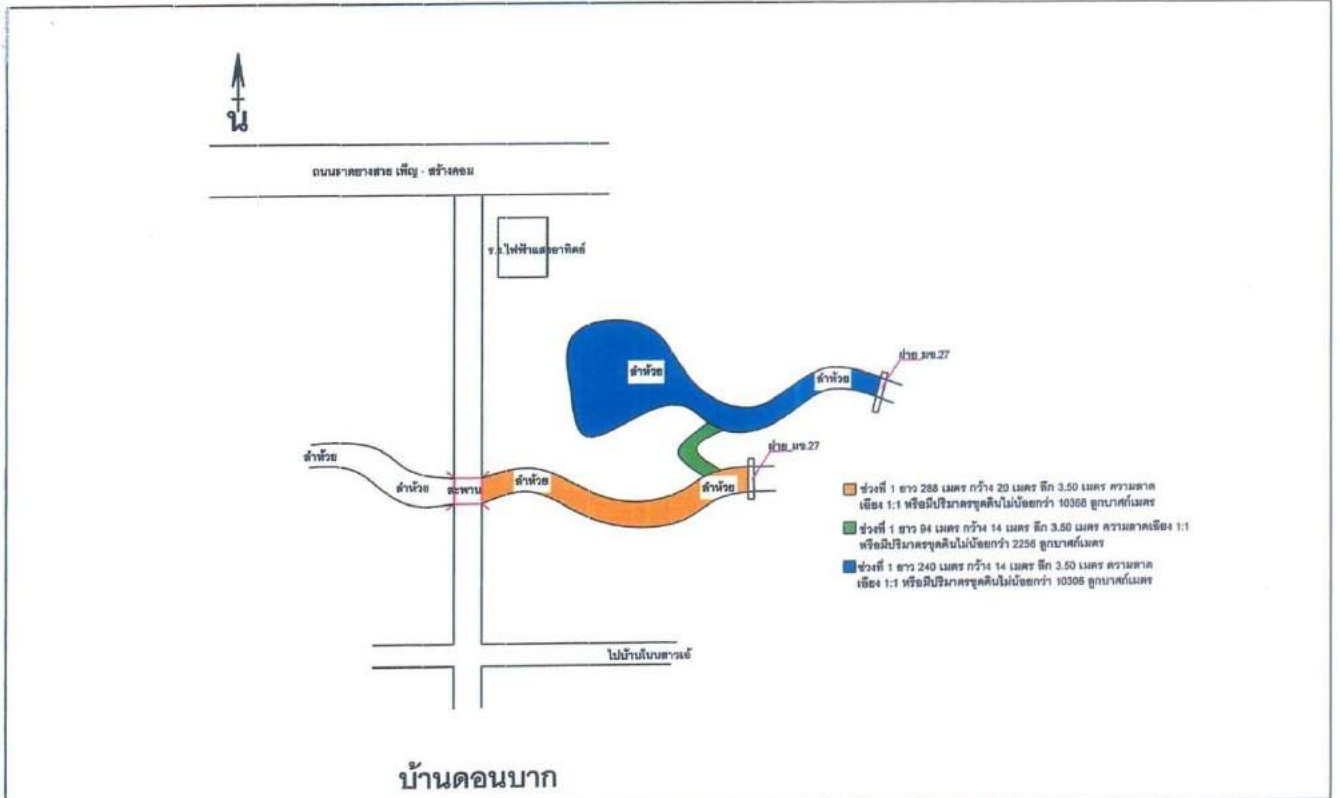 น
ถนนราดยางสาย เพ็ญ - สร้างคอม
ร.ง.ไฟฟ้าแสงอาทิตย์
ลำห้วย
ลำห้วย
ฝาย มข.27
ฝาย มข.27
ลำห้วย
ลำห้วย
สะพาน
ลำห้วย
ลำห้วย
ช่วงที่ 1 ยาว 288 เมตร กว้าง 20 เมตร ลึก 3.50 เมตร ความลาด
เอียง 1:1 หรือมีปริมาตรขุดดินไม่น้อยกว่า 10368 ลูกบาศก์เมตร
ช่วงที่ 1 ยาว 94 เมตร กว้าง 14 เมตร ลึก 3.50 เมตร ความลาดเอียง 1:1
หรือมีปริมาตรขุดดินไม่น้อยกว่า 2256 ลูกบาศก์เมตร
ช่วงที่ 1 ยาว 240 เมตร กว้าง 14 เมตร ลึก 3.50 เมตร ความลาด
เอียง 1:1 หรือมีปริมาตรขุดดินไม่น้อยกว่า 10306 ลูกบาศก์เมตร
ไปบ้านโนนสาวเอ้
บ้านดอนบาก